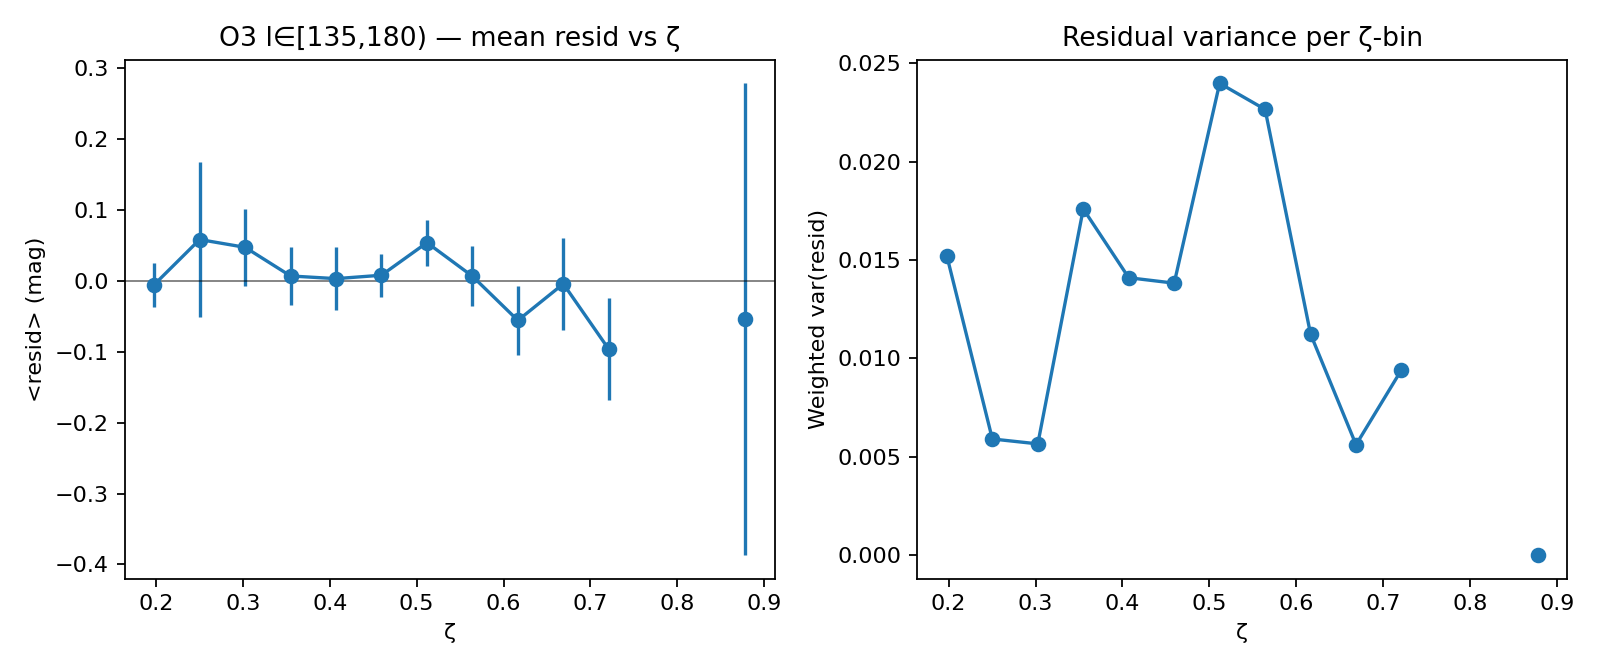 O3 l∈[135,180) — mean resid vs ζ
<resid> (mag)
0.3
0.2
0.1
0.0
−0.1
−0.2
−0.3
−0.4
0.2 0.3 0.4 0.5 0.6 0.7 0.8 0.9
ζ
Residual variance per ζ-bin
Weighted var(resid)
0.025
0.020
0.015
0.010
0.005
0.000
0.2 0.3 0.4 0.5 0.6 0.7 0.8 0.9
ζ